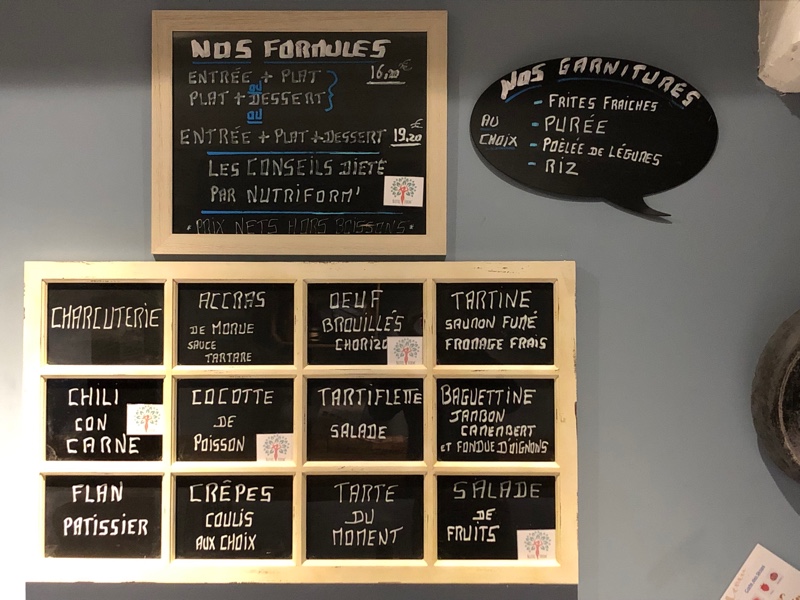 NOS FORMULES
ENTRÉE + PLAT
OU
PLAT + DESSERT
16,20€
OU
ENTRÉE + PLAT + DESSERT 19,20€
LES CONSEILS DIETE
PAR NUTRIFORM'
* PRIX NETS HORS BOISSONS *
NOS GARNITURES
AU CHOIX
- FRITES FRAICHES
- PURÉE
- POÊLÉE DE LÉGUMES
- RIZ
CHARCUTERIE
ACCRAS
DE MORUE
SAUCE
TARTARE
OEUF
BROUILLÉS
CHORIZO
TARTINE
SAUMON FUMÉ
FROMAGE FRAIS
CHILI
CON
CARNE
COCOTTE
DE
POISSON
TARTIFLETTE
SALADE
BAGUETTINE
JAMBON
CAMEMBERT
ET FONDUE D'OIGNONS
FLAN
PATISSIER
CRÊPES
COULIS
AUX CHOIX
TARTE
DU
MOMENT
SALADE
DE
FRUITS